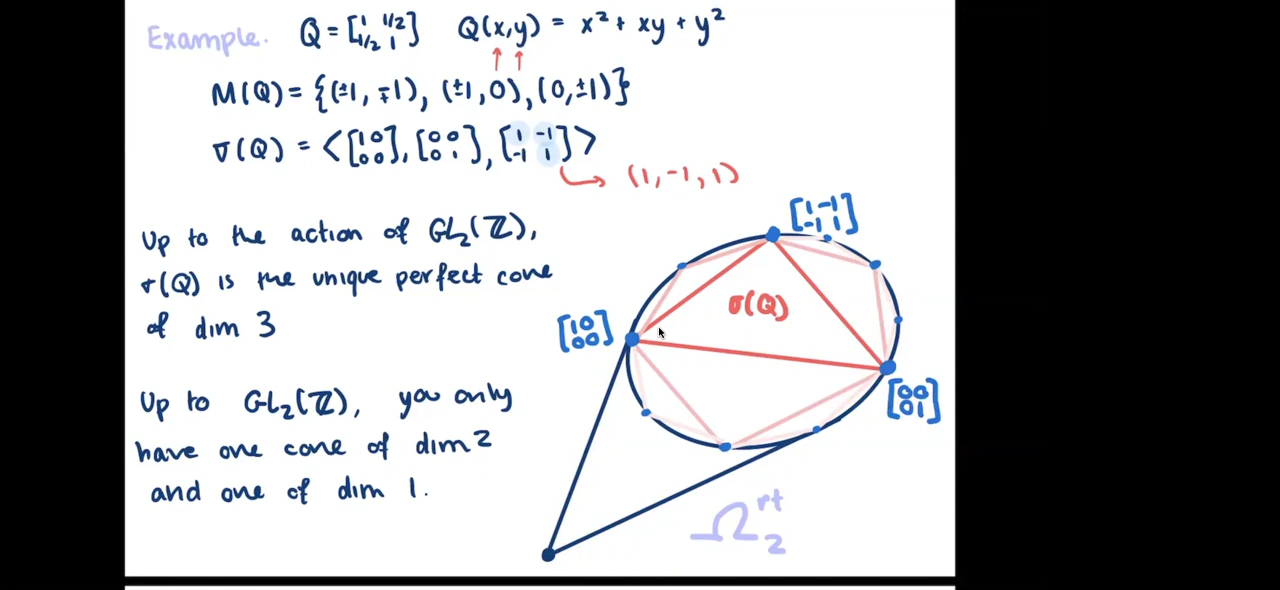 Example. Q = [1 1/2 1/2 1] Q(x,y) = x² + xy + y²
M(Q) = {(±1, ∓1), (±1,0), (0,±1)}
σ(Q) = <[1 0 0 0], [0 0 0 1], [1 -1 -1 1]>
(1,-1,1)
Up to the action of GL₂(ℤ),
σ(Q) is the unique perfect cone
of dim 3
Up to GL₂(ℤ), you only
have one cone of dim 2
and one of dim 1.
[1 -1 -1 1]
σ(Q)
[1 0 0 0]
[0 0 0 1]
Ω₂ʳᵗ